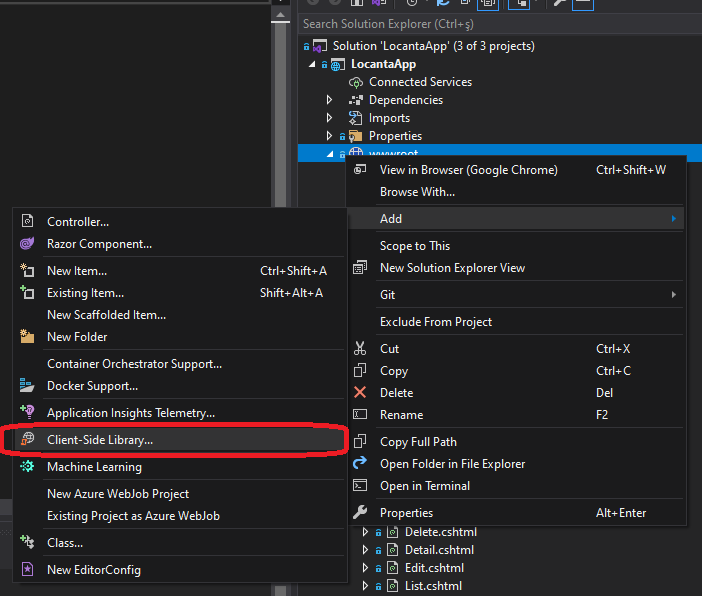 Search Solution Explorer (Ctrl+ş)
Solution 'LocantaApp' (3 of 3 projects)
LocantaApp
Connected Services
Dependencies
Imports
Properties
wwwroot
View in Browser (Google Chrome) Ctrl+Shift+W
Browse With...
Add
Scope to This
New Solution Explorer View
Git
Exclude From Project
Cut Ctrl+X
Copy Ctrl+C
Delete Del
Rename F2
Copy Full Path
Open Folder in File Explorer
Open in Terminal
Properties Alt+Enter
Controller...
Razor Component...
New Item... Ctrl+Shift+A
Existing Item... Shift+Alt+A
New Scaffolded Item...
New Folder
Container Orchestrator Support...
Docker Support...
Application Insights Telemetry...
Client-Side Library...
Machine Learning
New Azure WebJob Project
Existing Project as Azure WebJob
Class...
New EditorConfig
Delete.cshtml
Detail.cshtml
Edit.cshtml
List.cshtml